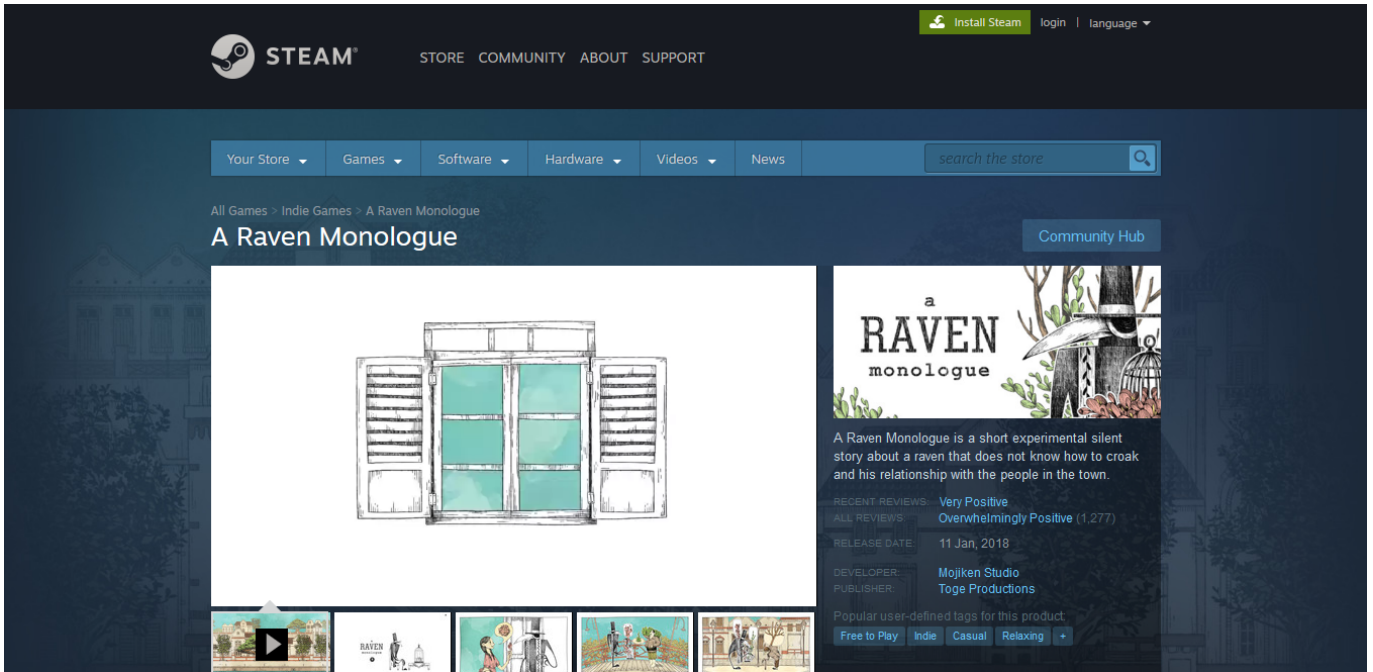 Install Steam login | language
STEAM® STORE COMMUNITY ABOUT SUPPORT
Your Store Games Software Hardware Videos News search the store
All Games > Indie Games > A Raven Monologue
A Raven Monologue
Community Hub
a
RAVEN
monologue
A Raven Monologue is a short experimental silent
story about a raven that does not know how to croak
and his relationship with the people in the town.
RECENT REVIEWS: Very Positive
ALL REVIEWS: Overwhelmingly Positive (1,277)
RELEASE DATE: 11 Jan, 2018
DEVELOPER: Mojiken Studio
PUBLISHER: Toge Productions
Popular user-defined tags for this product:
Free to Play Indie Casual Relaxing +
RAVEN